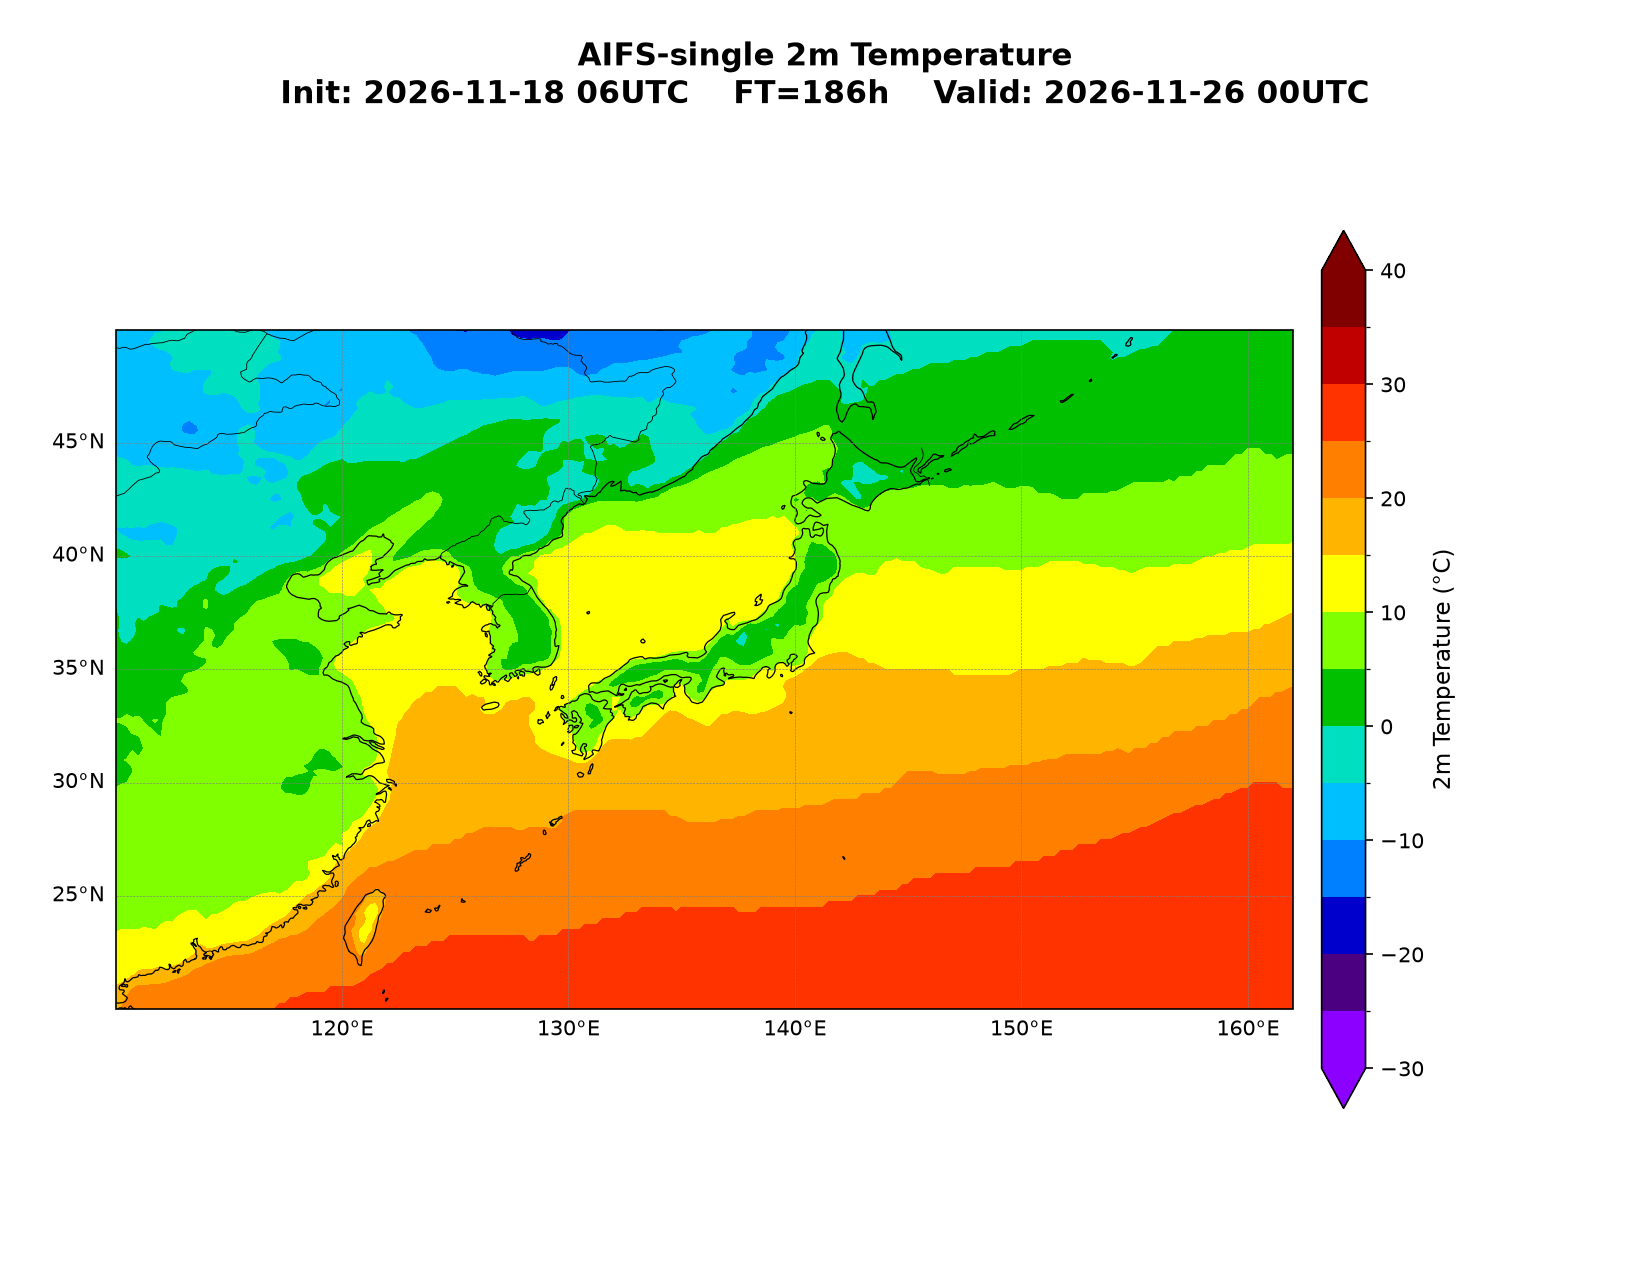 AIFS-single 2m Temperature
Init: 2026-11-18 06UTC    FT=186h    Valid: 2026-11-26 00UTC
45°N
40°N
35°N
30°N
25°N
120°E
130°E
140°E
150°E
160°E
40
30
20
10
0
−10
−20
−30
2m Temperature (°C)